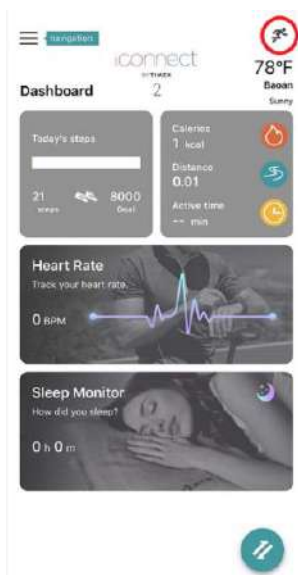 navigation
iconnect
BY TIMEX
78°F
Dashboard
2
Baoan
Sunny
Today's steps
21
steps
8000
Goal
Calories
1 kcal
Distance
0.01
Active time
-- min
Heart Rate
Track your heart rate.
0 BPM
Sleep Monitor
How did you sleep?
0 h 0 m